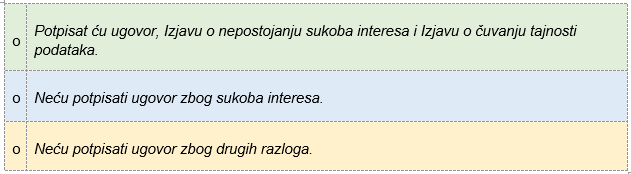 o Potpisat ću ugovor, Izjavu o nepostojanju sukoba interesa i Izjavu o čuvanju tajnosti
podataka.
o Neću potpisati ugovor zbog sukoba interesa.
o Neću potpisati ugovor zbog drugih razloga.